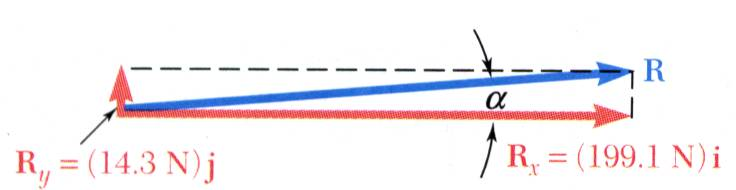 R
α
R_y = (14.3 N) j
R_x = (199.1 N) i